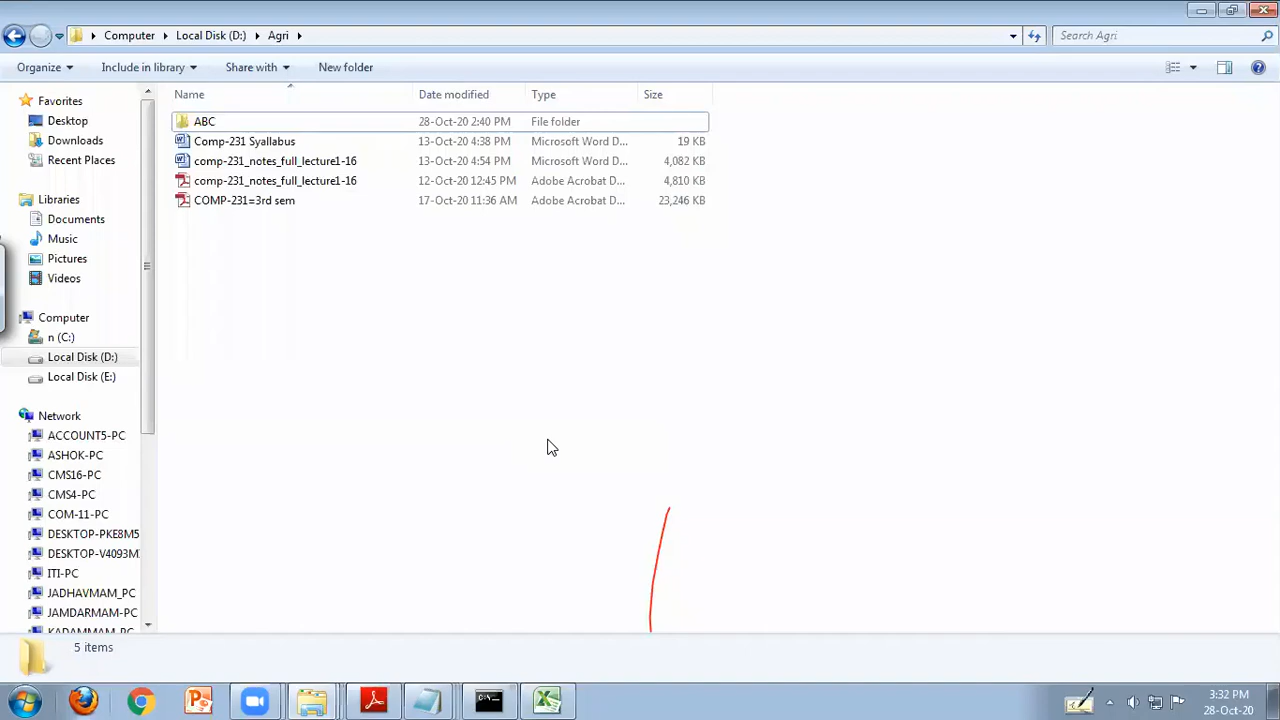 Computer Local Disk (D:) Agri Search Agri
Organize Include in library Share with New folder
Name Date modified Type Size
ABC 28-Oct-20 2:40 PM File folder
Comp-231 Syallabus 13-Oct-20 4:38 PM Microsoft Word D... 19 KB
comp-231_notes_full_lecture1-16 13-Oct-20 4:54 PM Microsoft Word D... 4,082 KB
comp-231_notes_full_lecture1-16 12-Oct-20 12:45 PM Adobe Acrobat D... 4,810 KB
COMP-231=3rd sem 17-Oct-20 11:36 AM Adobe Acrobat D... 23,246 KB
Favorites
Desktop
Downloads
Recent Places
Libraries
Documents
Music
Pictures
Videos
Computer
n (C:)
Local Disk (D:)
Local Disk (E:)
Network
ACCOUNT5-PC
ASHOK-PC
CMS16-PC
CMS4-PC
COM-11-PC
DESKTOP-PKE8M5
DESKTOP-V4093M
ITI-PC
JADHAVMAM_PC
JAMDARMAM-PC
KADAMMAM-PC
5 items
3:32 PM
28-Oct-20